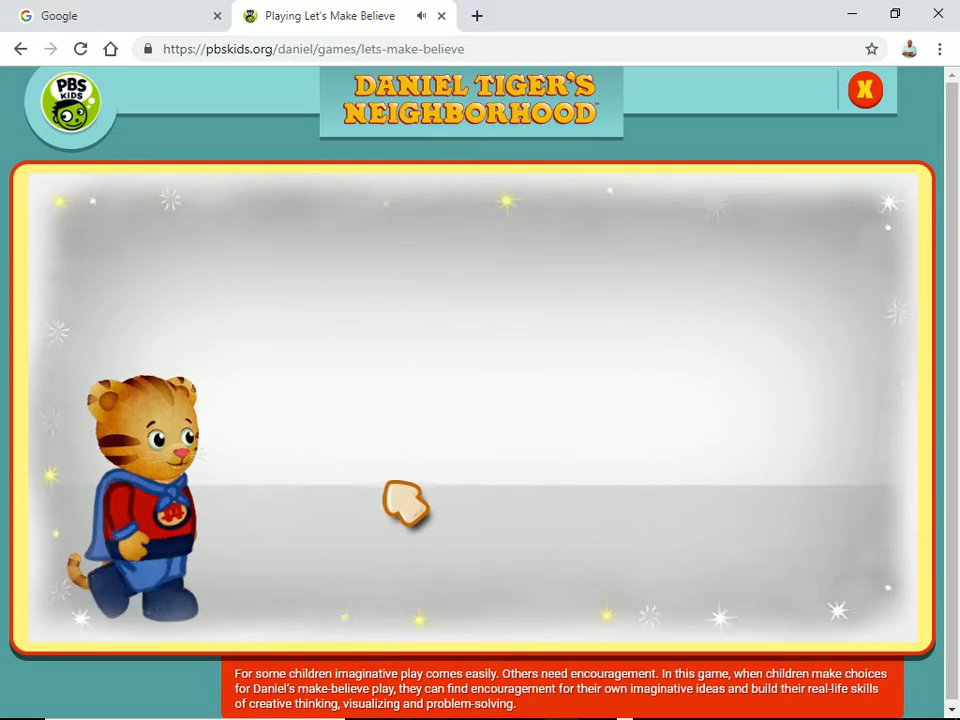 Google
Playing Let's Make Believe
https://pbskids.org/daniel/games/lets-make-believe
PBS
KIDS
DANIEL TIGER'S
NEIGHBORHOOD™
X
For some children imaginative play comes easily. Others need encouragement. In this game, when children make choices
for Daniel's make-believe play, they can find encouragement for their own imaginative ideas and build their real-life skills
of creative thinking, visualizing and problem-solving.